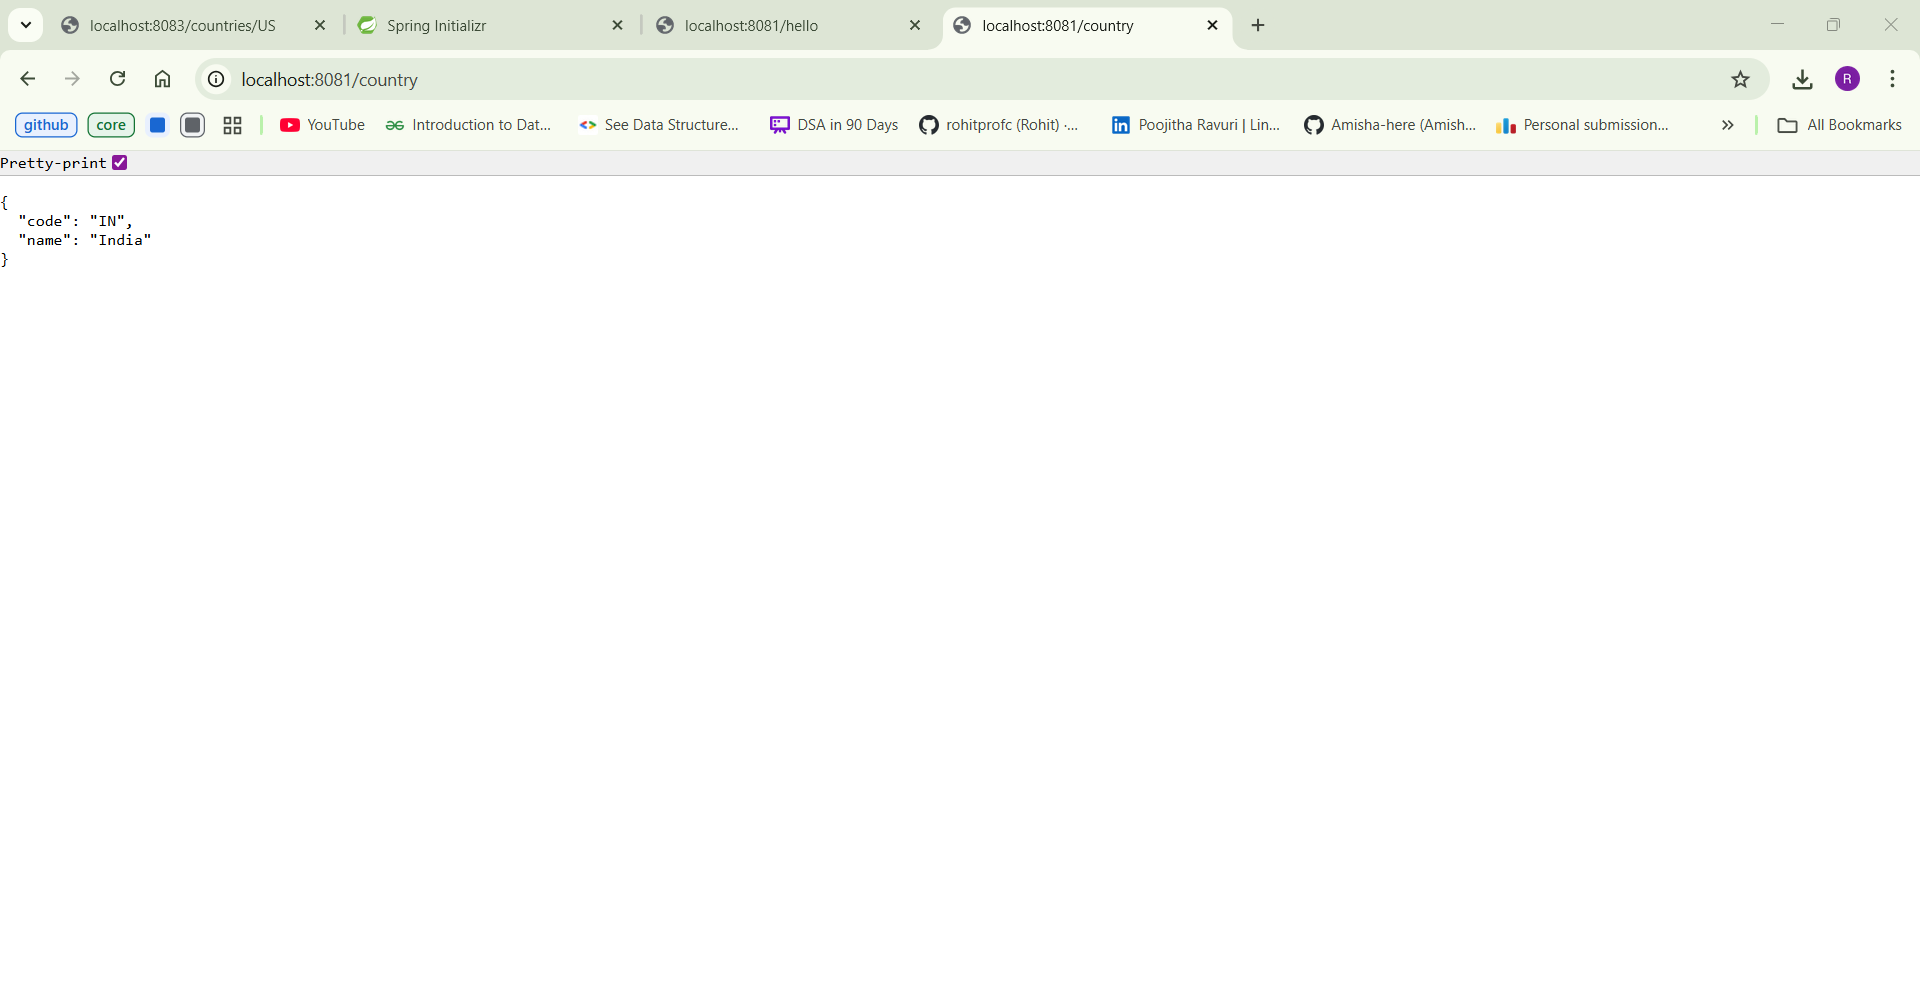 localhost:8083/countries/US
Spring Initializr
localhost:8081/hello
localhost:8081/country
localhost:8081/country
R
github
core
YouTube
Introduction to Dat...
See Data Structure...
DSA in 90 Days
rohitprofc (Rohit) ·...
Poojitha Ravuri | Lin...
Amisha-here (Amish...
Personal submission...
All Bookmarks
Pretty-print
{
"code": "IN",
"name": "India"
}